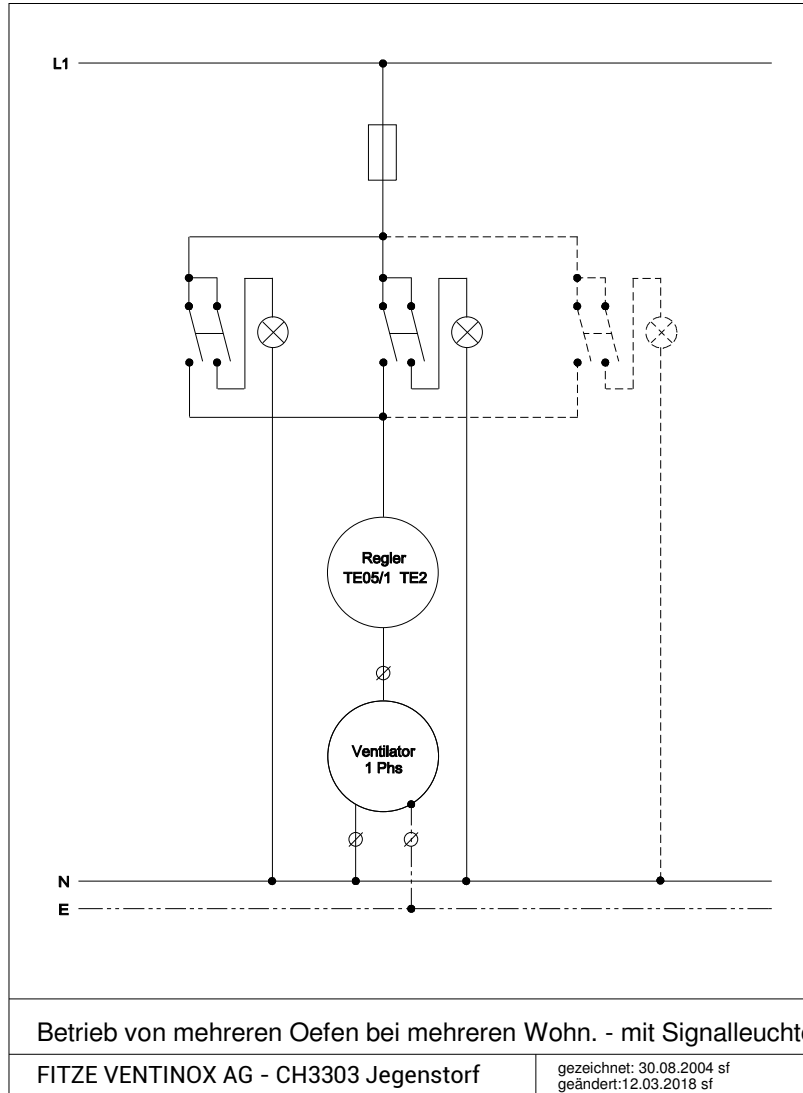 L1
Regler
TE05/1 TE2
Ventilator
1 Phs
N
E
Betrieb von mehreren Oefen bei mehreren Wohn. - mit Signalleuchte
FITZE VENTINOX AG - CH3303 Jegenstorf
gezeichnet: 30.08.2004 sf
geändert:12.03.2018 sf